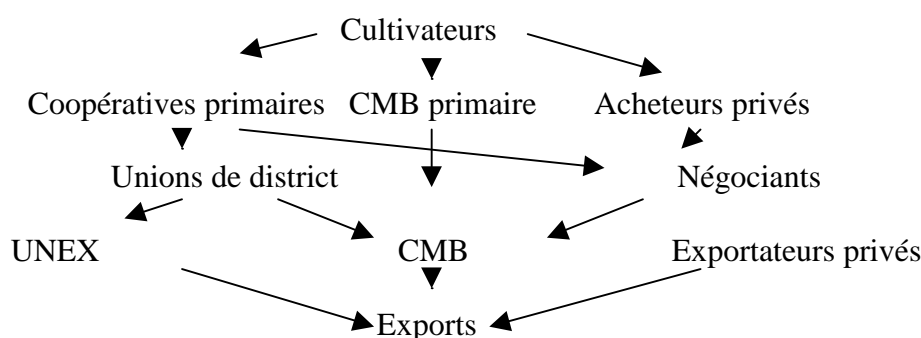 Cultivateurs
Coopératives primaires CMB primaire Acheteurs privés
Unions de district Négociants
UNEX CMB Exportateurs privés
Exports